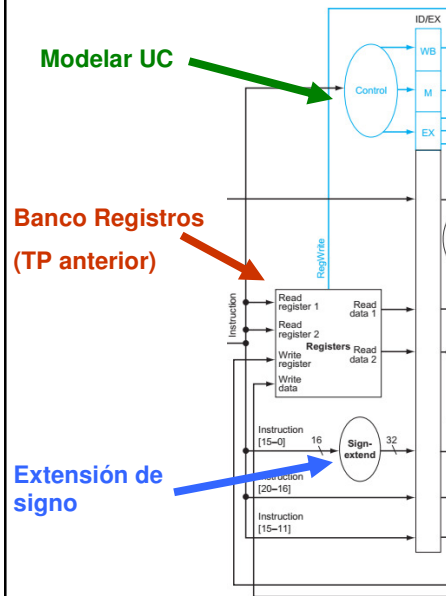 ID/EX
Modelar UC
WB
Control
M
EX
Banco Registros
(TP anterior)
RegWrite
Instruction
Read
register 1
Read
data 1
Read
register 2
Registers
Read
data 2
Write
register
Write
data
Instruction
[15–0]
16
Sign-
extend
32
Extensión de
signo
Instruction
[20–16]
Instruction
[15–11]